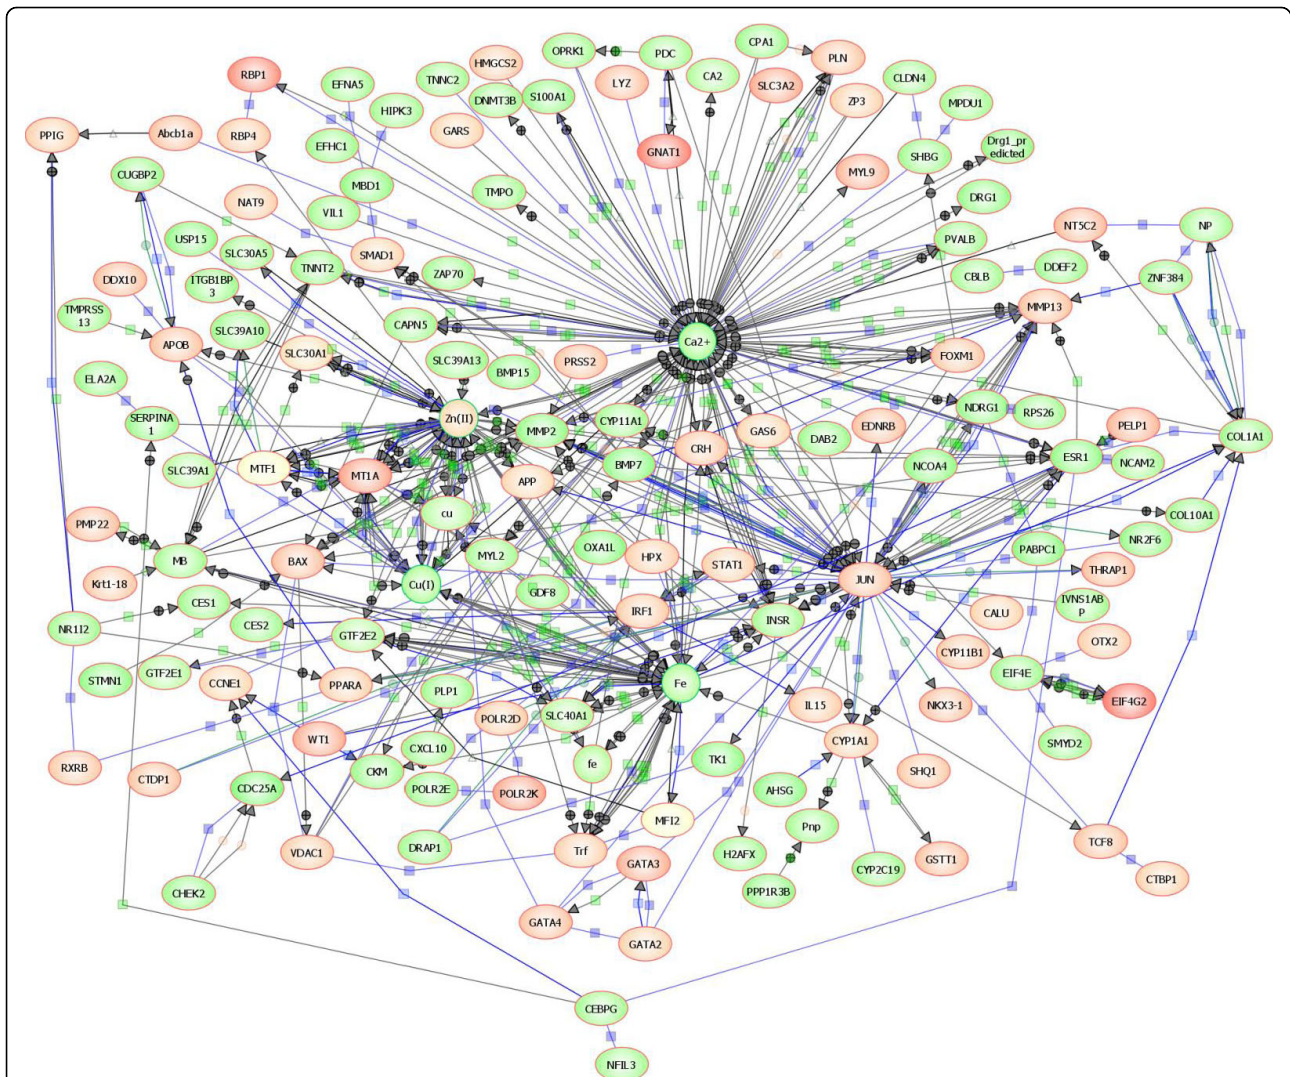 CPA1
OPRK1
PDC
PLN
HMGCS2
RBP1
TNNC2
CA2
CLDN4
EFNA5
LYZ
SLC3A2
DNMT3B
S100A1
ZP3
MPDU1
HIPK3
PPIG
Abcb1a
RBP4
GARS
EFHC1
GNAT1
SHBG
Drg1_pr
edicted
CUGBP2
MBD1
MYL9
TMPO
NAT9
DRG1
VIL1
NT5C2
NP
USP15
SLC30A5
SMAD1
PVALB
TNNT2
ZAP70
DDX10
CBLB
DDEF2
ZNF384
ITGB1BP
3
TMPRSS
13
MMP13
CAPN5
SLC39A10
APOB
Ca2+
SLC30A1
SLC39A13
PRSS2
FOXM1
BMP15
ELA2A
NDRG1
RPS26
SERPINA
1
Zn(II)
MMP2
CYP11A1
GAS6
DAB2
EDNRB
PELP1
COL1A1
CRH
SLC39A1
MTF1
MT1A
BMP7
NCOA4
ESR1
NCAM2
APP
cu
COL10A1
PMP22
MB
BAX
MYL2
OXA1L
HPX
STAT1
PABPC1
NR2F6
Krt1-18
Cu(I)
JUN
THRAP1
GDF8
CES1
IRF1
IVNS1AB
P
CALU
NR1I2
CES2
GTF2E2
INSR
OTX2
CYP11B1
STMN1
GTF2E1
EIF4E
CCNE1
PPARA
PLP1
Fe
EIF4G2
IL15
NKX3-1
POLR2D
SLC40A1
WT1
CYP1A1
SMYD2
CXCL10
RXRB
CTDP1
CKM
fe
TK1
SHQ1
CDC25A
POLR2E
POLR2K
AHSG
MFI2
Pnp
DRAP1
TCF8
VDAC1
Trf
H2AFX
GATA3
CYP2C19
GSTT1
CTBP1
CHEK2
PPP1R3B
GATA4
GATA2
CEBPG
NFIL3